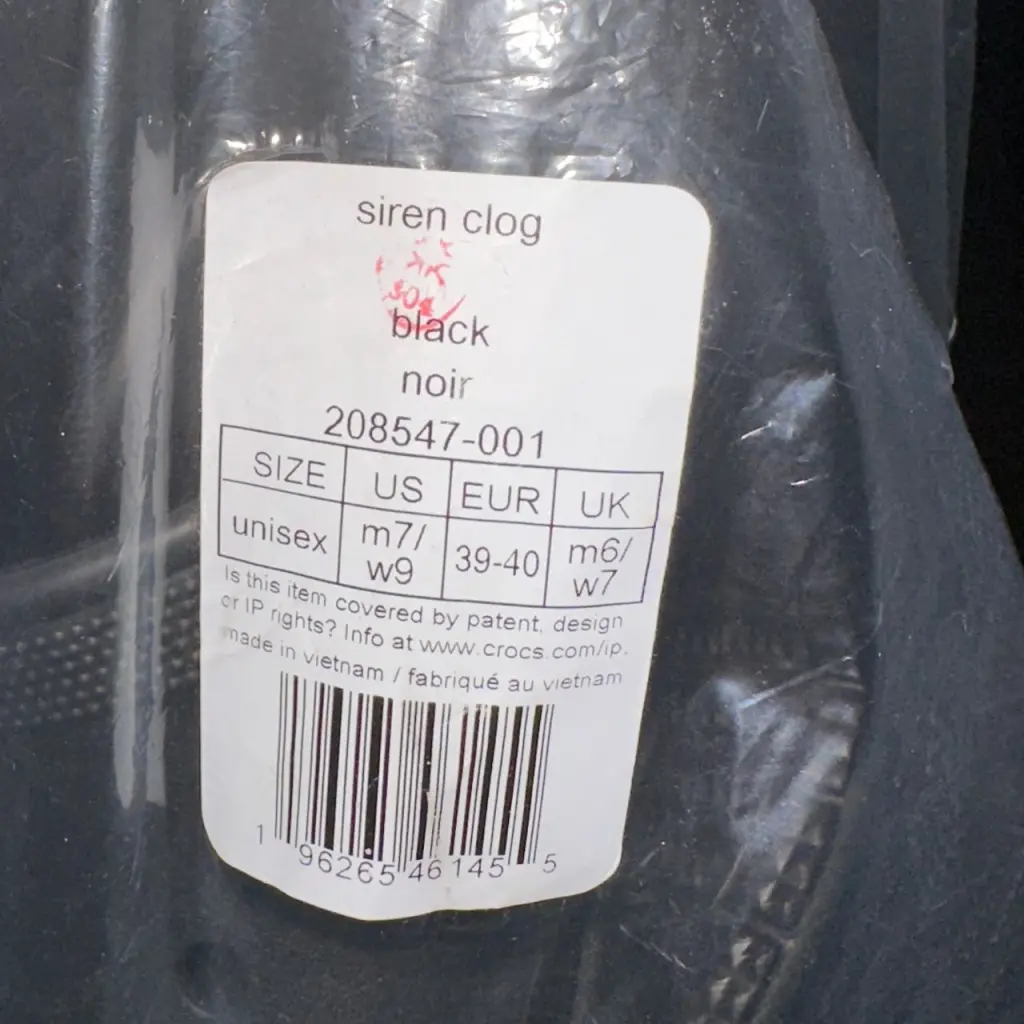 siren clog
black
noir
208547-001
SIZE US EUR UK
unisex m7/ w9 39-40 m6/ w7
Is this item covered by patent, design
or IP rights? Info at www.crocs.com/ip.
made in vietnam / fabriqué au vietnam
1 96265 46145 5